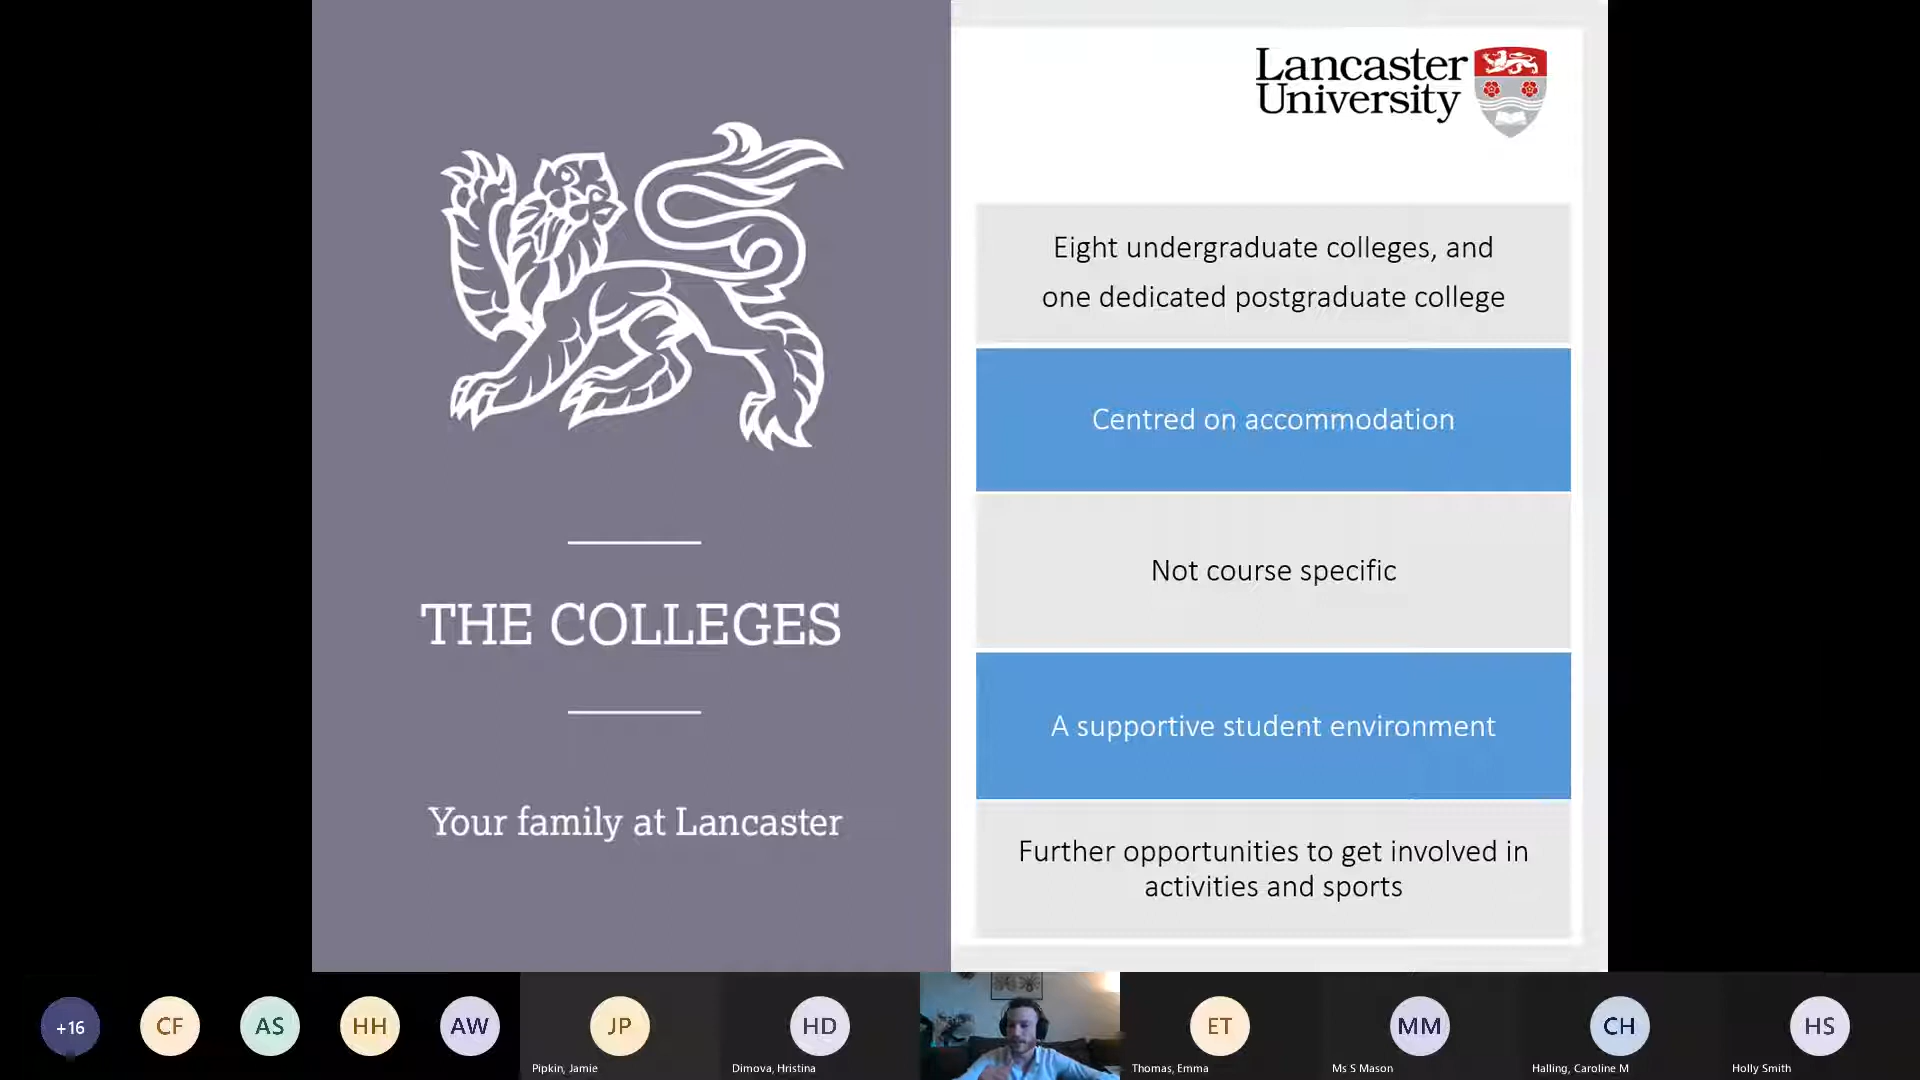 Lancaster
University
Eight undergraduate colleges, and
one dedicated postgraduate college
Centred on accommodation
Not course specific
A supportive student environment
Further opportunities to get involved in
activities and sports
THE COLLEGES
Your family at Lancaster
+16
CF
AS
HH
AW
JP
Pipkin, Jamie
HD
Dimova, Hristina
ET
Thomas, Emma
MM
Ms S Mason
CH
Halling, Caroline M
HS
Holly Smith